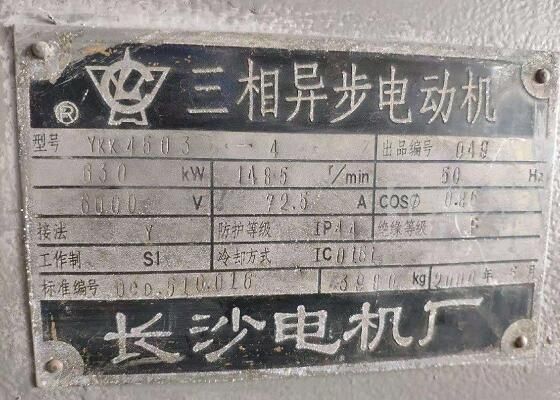 ® 三相异步电动机
型号 YKK4503-4 出品编号 049
630 kW 1485 r/min 50 Hz
6000 V 72.5 A COSφ 0.86
接法 Y 防护等级 IP44 绝缘等级 F
工作制 S1 冷却方式 IC0161
标准编号 kg 2000 年 月
长沙电机厂